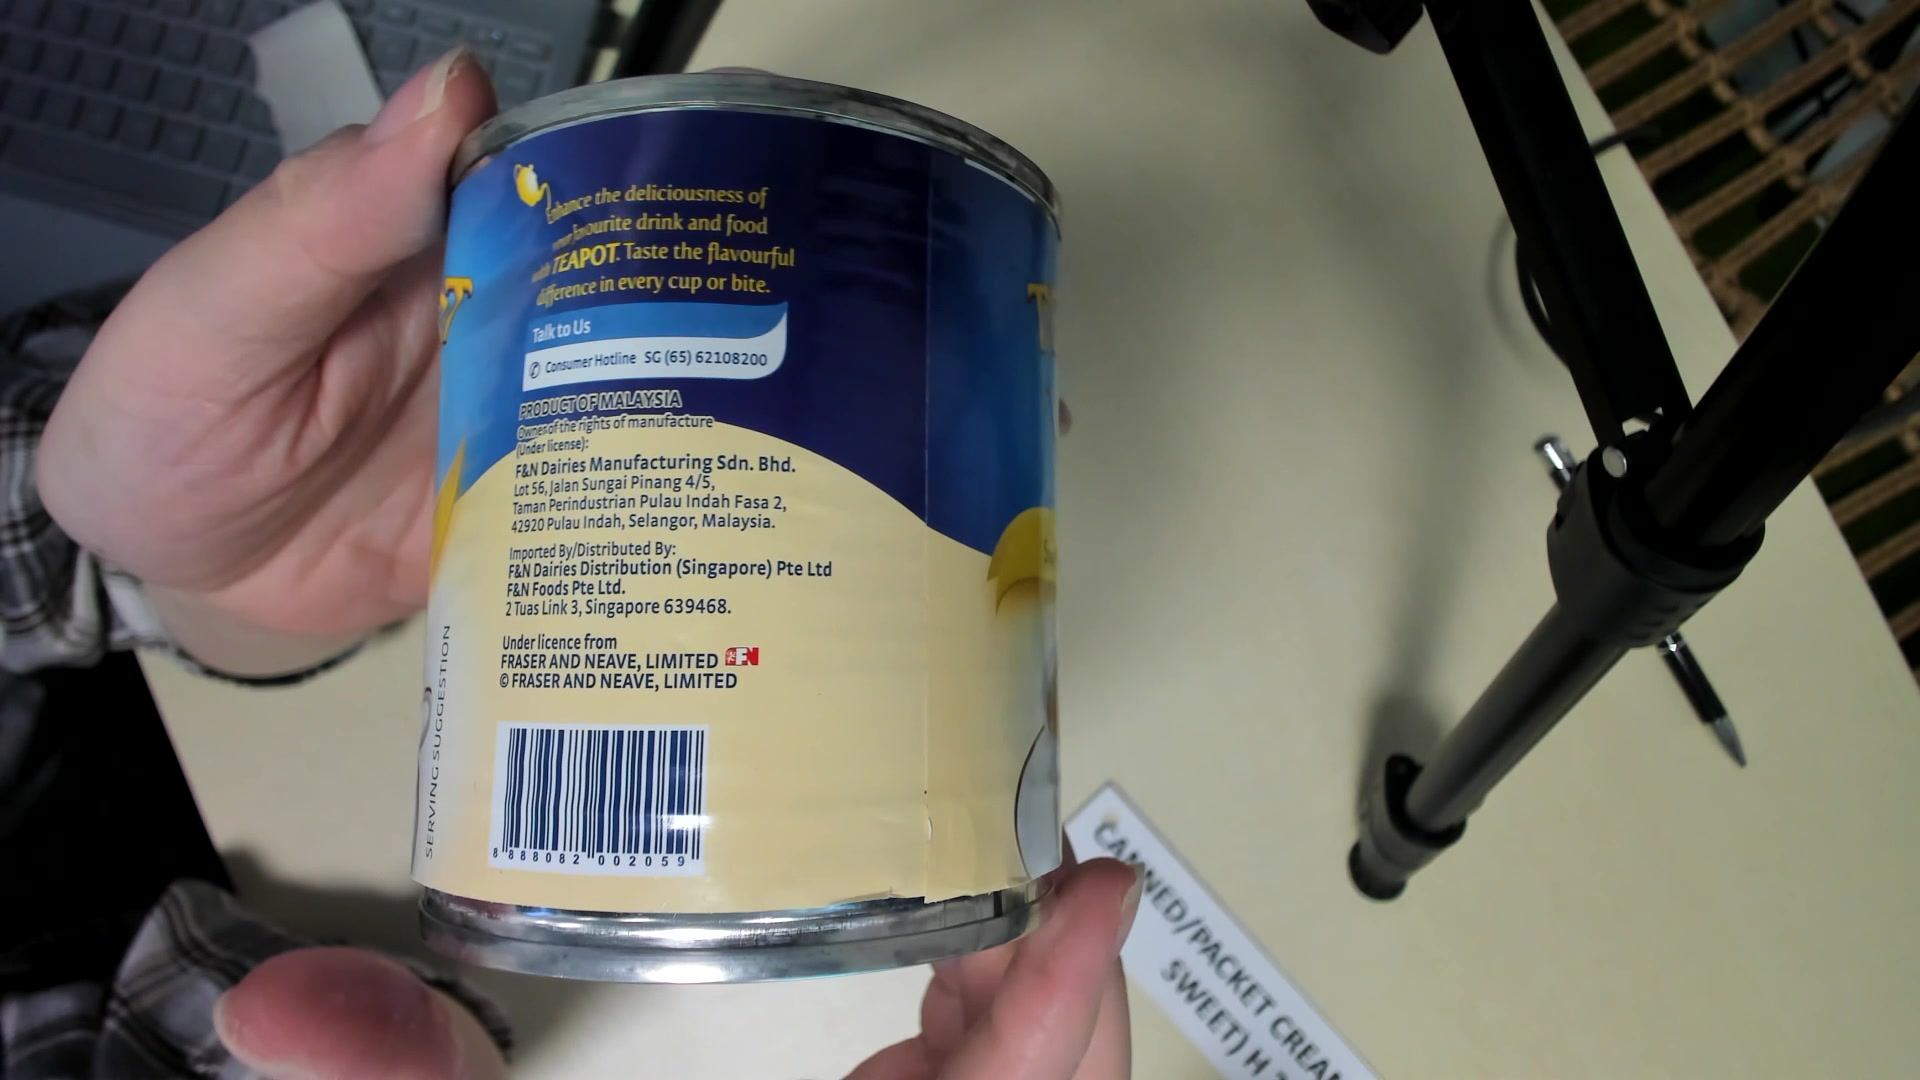 Enhance the deliciousness of
your favourite drink and food
with TEAPOT. Taste the flavourful
difference in every cup or bite.
Talk to Us
Consumer Hotline SG (65) 62108200
PRODUCT OF MALAYSIA
Owner of the rights of manufacture
(Under license):
F&N Dairies Manufacturing Sdn. Bhd.
Lot 56, Jalan Sungai Pinang 4/5,
Taman Perindustrian Pulau Indah Fasa 2,
42920 Pulau Indah, Selangor, Malaysia.
Imported By/Distributed By:
F&N Dairies Distribution (Singapore) Pte Ltd
F&N Foods Pte Ltd.
2 Tuas Link 3, Singapore 639468.
Under licence from
FRASER AND NEAVE, LIMITED F&N
© FRASER AND NEAVE, LIMITED
8 888082 002059
SERVING SUGGESTION
CANNED/PACKET CREAM
SWEET) H